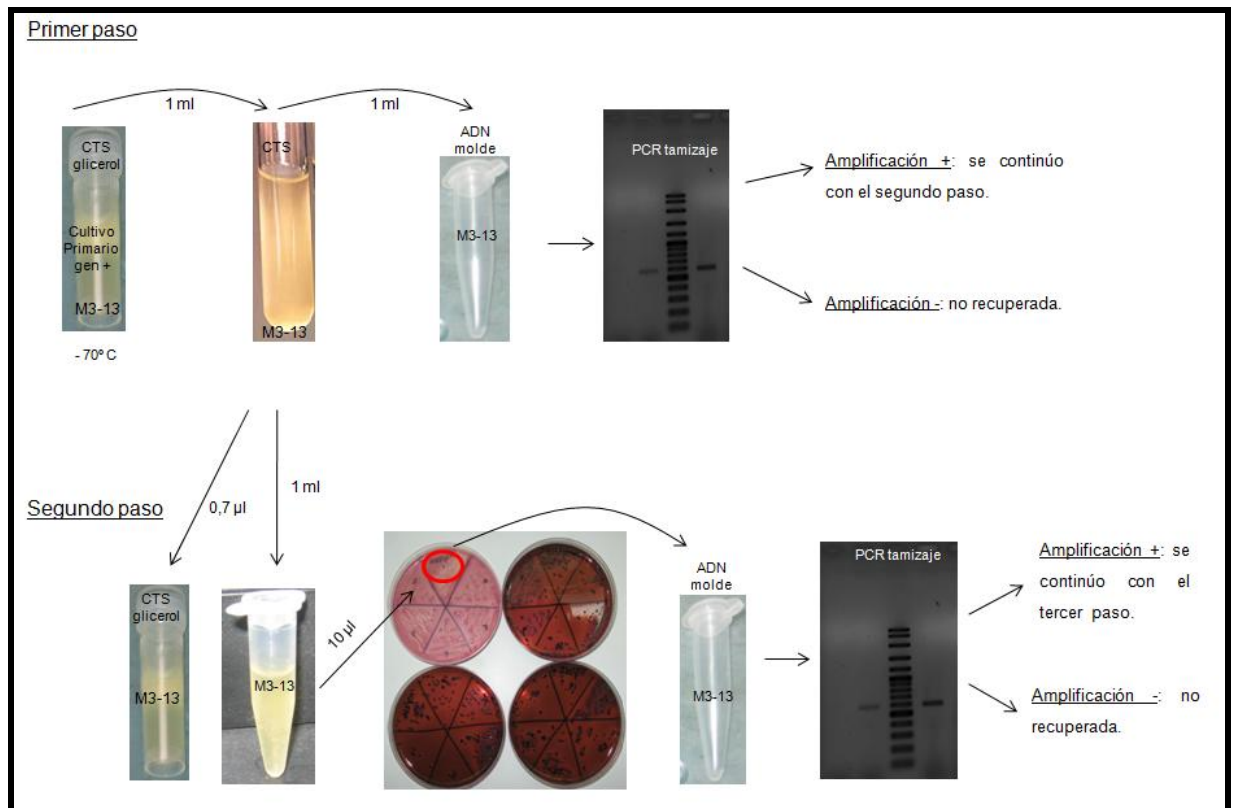 Primer paso
1 ml
1 ml
CTS
glicerol
Cultivo
Primario
gen +
M3-13
- 70º C
CTS
M3-13
ADN
molde
M3-13
PCR tamizaje
Amplificación +: se continúo
con el segundo paso.
Amplificación -: no recuperada.
Segundo paso
0,7 µl
1 ml
CTS
glicerol
M3-13
M3-13
10 µl
ADN
molde
M3-13
PCR tamizaje
Amplificación +: se
continúo con el
tercer paso.
Amplificación -: no
recuperada.